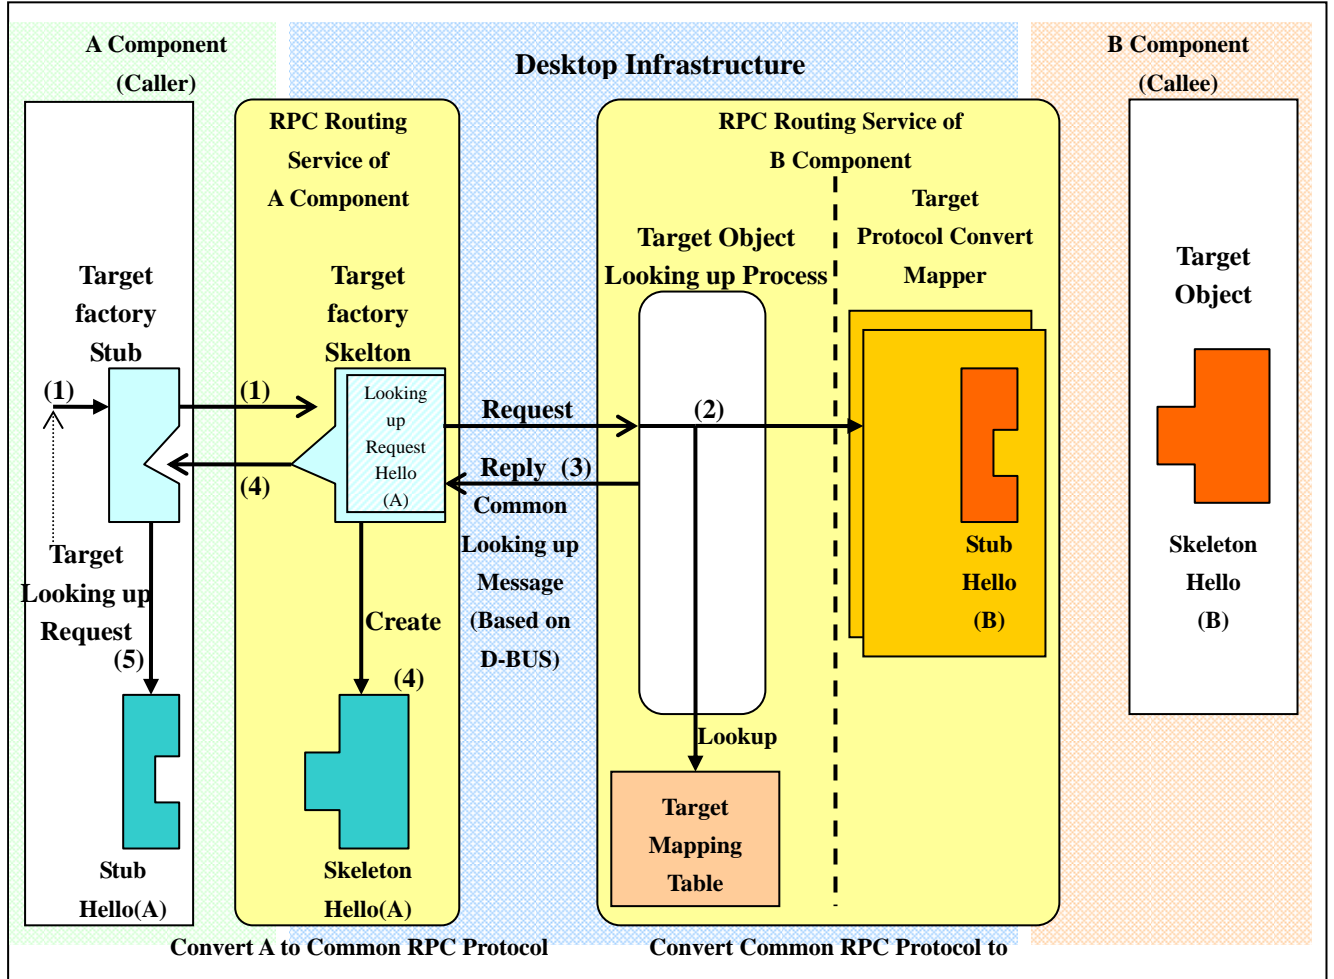 A Component
(Caller)
Desktop Infrastructure
B Component
(Callee)
RPC Routing
Service of
A Component
RPC Routing Service of
B Component
Target
Protocol Convert
Mapper
Target Object
Looking up Process
Target
Object
Target
factory
Stub
Target
factory
Skelton
(1)
(1)
Looking
up
Request
Hello
(A)
Request
(2)
Reply (3)
(4)
Common
Looking up
Message
(Based on
D-BUS)
Stub
Hello
(B)
Skeleton
Hello
(B)
Target
Looking up
Request
(5)
Create
(4)
Lookup
Target
Mapping
Table
Stub
Hello(A)
Skeleton
Hello(A)
Convert A to Common RPC Protocol
Convert Common RPC Protocol to